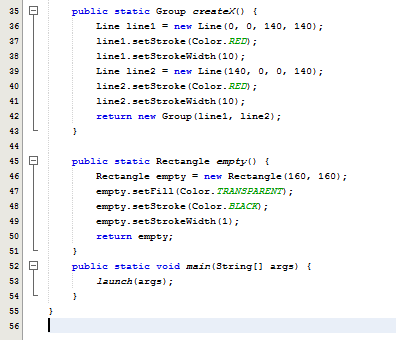 35 public static Group createX() {
36 Line line1 = new Line(0, 0, 140, 140);
37 line1.setStroke(Color.RED);
38 line1.setStrokeWidth(10);
39 Line line2 = new Line(140, 0, 0, 140);
40 line2.setStroke(Color.RED);
41 line2.setStrokeWidth(10);
42 return new Group(line1, line2);
43 }
44
45 public static Rectangle empty() {
46 Rectangle empty = new Rectangle(160, 160);
47 empty.setFill(Color.TRANSPARENT);
48 empty.setStroke(Color.BLACK);
49 empty.setStrokeWidth(1);
50 return empty;
51 }
52 public static void main(String[] args) {
53 launch(args);
54 }
55 }
56